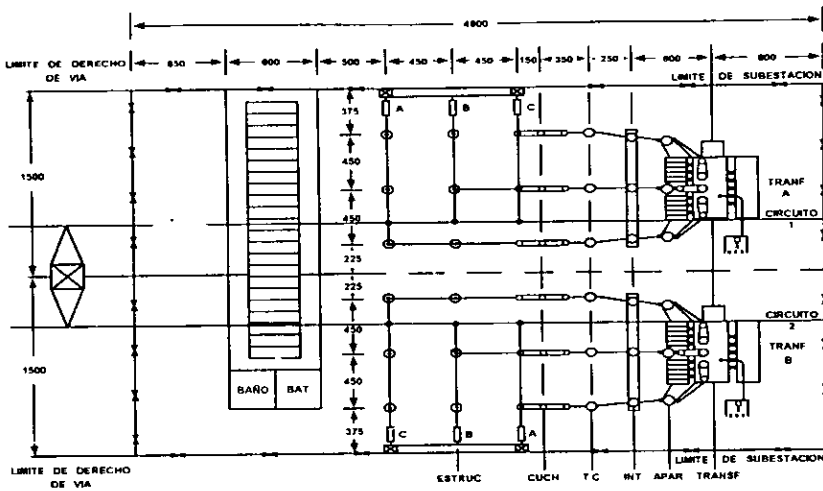 4800
LIMITE DE DERECHO
DE VIA
850
800
500
450
450
150
350
250
600
800
LIMITE DE SUBESTACION
A
B
C
375
450
450
225
225
450
450
375
1500
1500
TRANF
A
CIRCUITO
1
CIRCUITO
2
TRANF
B
BAÑO
BAT
C
B
A
LIMITE DE DERECHO
DE VIA
LIMITE DE SUBESTACION
ESTRUC
CUCH
TC
INT
APAR
TRANSF